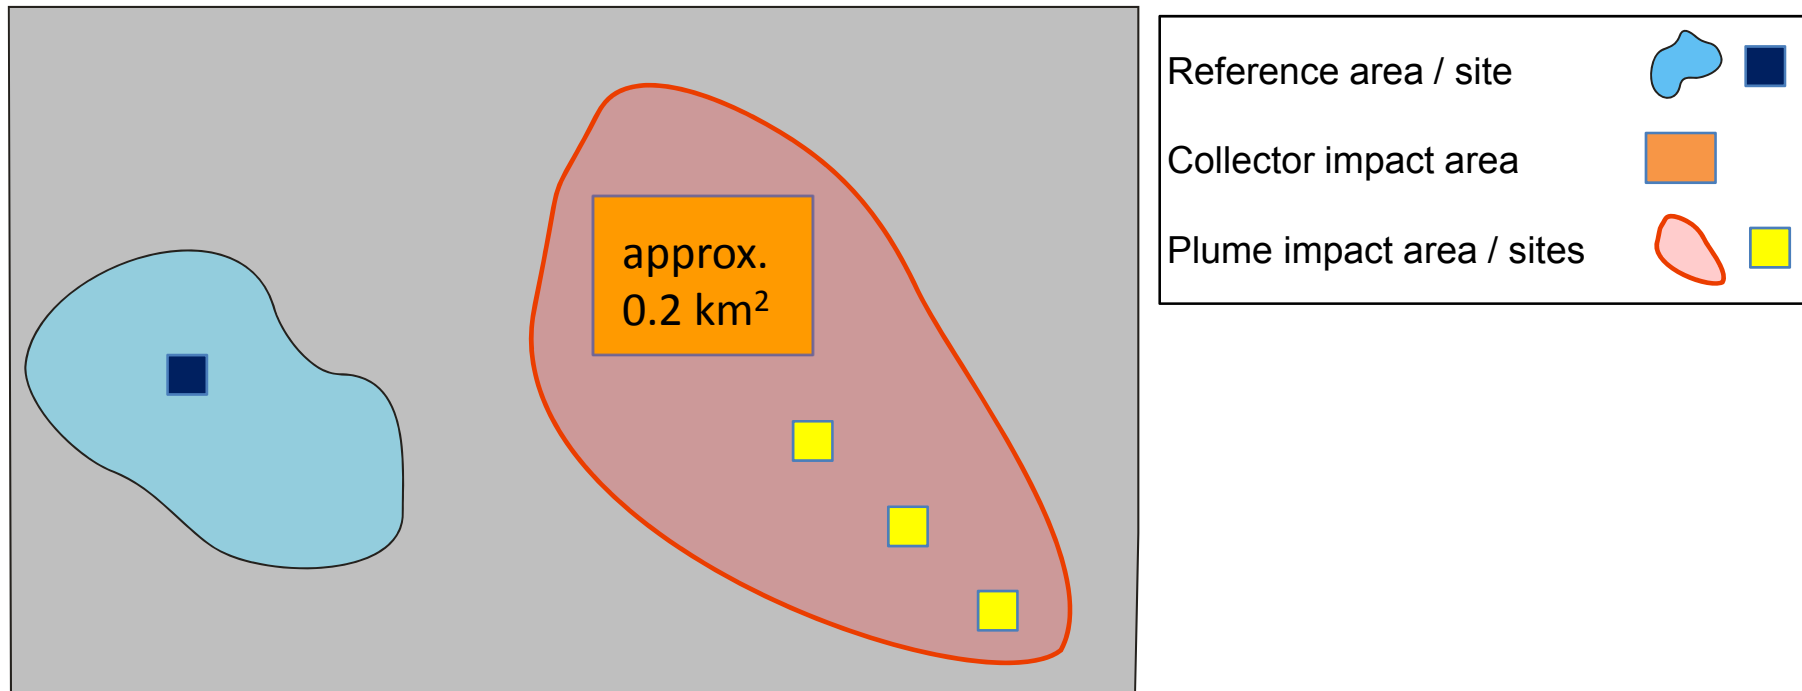 approx.
0.2 km²
Reference area / site
Collector impact area
Plume impact area / sites